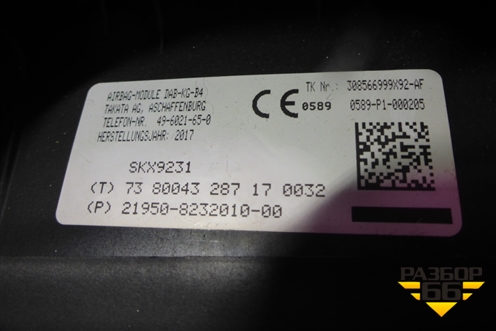 AIRBAG-MODULE DAB-KG-B4
TAKATA AG, ASCHAFFENBURG
TELEFON-NR. 49-6021-65-0
HERSTELLUNGSJAHR: 2017
CE 0589
TK Nr.: 308566999X92-AF
0589-P1-000205
SKX9231
(T) 73 80043 287 17 0032
(P) 21950-8232010-00
РАЗБОР
66